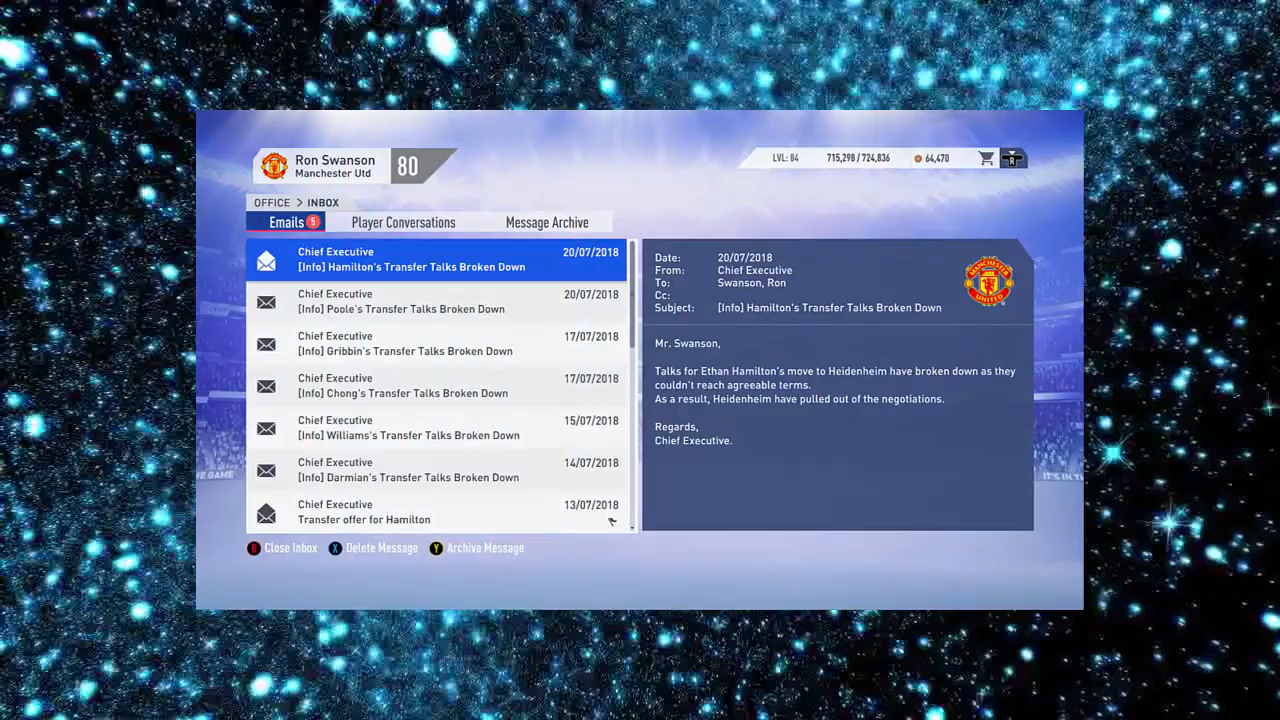 Ron Swanson
Manchester Utd
80
LVL: 84 715,298 / 724,836 64,470
R
OFFICE > INBOX
Emails 5 Player Conversations Message Archive
Chief Executive 20/07/2018
[Info] Hamilton's Transfer Talks Broken Down
Chief Executive 20/07/2018
[Info] Poole's Transfer Talks Broken Down
Chief Executive 17/07/2018
[Info] Gribbin's Transfer Talks Broken Down
Chief Executive 17/07/2018
[Info] Chong's Transfer Talks Broken Down
Chief Executive 15/07/2018
[Info] Williams's Transfer Talks Broken Down
Chief Executive 14/07/2018
[Info] Darmian's Transfer Talks Broken Down
Chief Executive 13/07/2018
Transfer offer for Hamilton
Date: 20/07/2018
From: Chief Executive
To: Swanson, Ron
Cc:
Subject: [Info] Hamilton's Transfer Talks Broken Down
MANCHESTER
UNITED
Mr. Swanson,
Talks for Ethan Hamilton's move to Heidenheim have broken down as they
couldn't reach agreeable terms.
As a result, Heidenheim have pulled out of the negotiations.
Regards,
Chief Executive.
B Close Inbox X Delete Message Y Archive Message
HE GAME
IT'S IN T